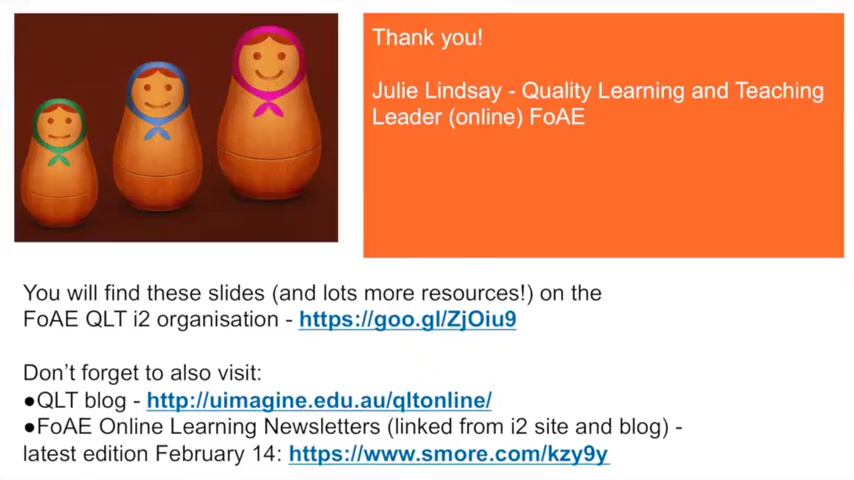 Thank you!
Julie Lindsay - Quality Learning and Teaching
Leader (online) FoAE
You will find these slides (and lots more resources!) on the
FoAE QLT i2 organisation - https://goo.gl/ZjOiu9
Don't forget to also visit:
●QLT blog - http://uimagine.edu.au/qltonline/
●FoAE Online Learning Newsletters (linked from i2 site and blog) -
latest edition February 14: https://www.smore.com/kzy9y